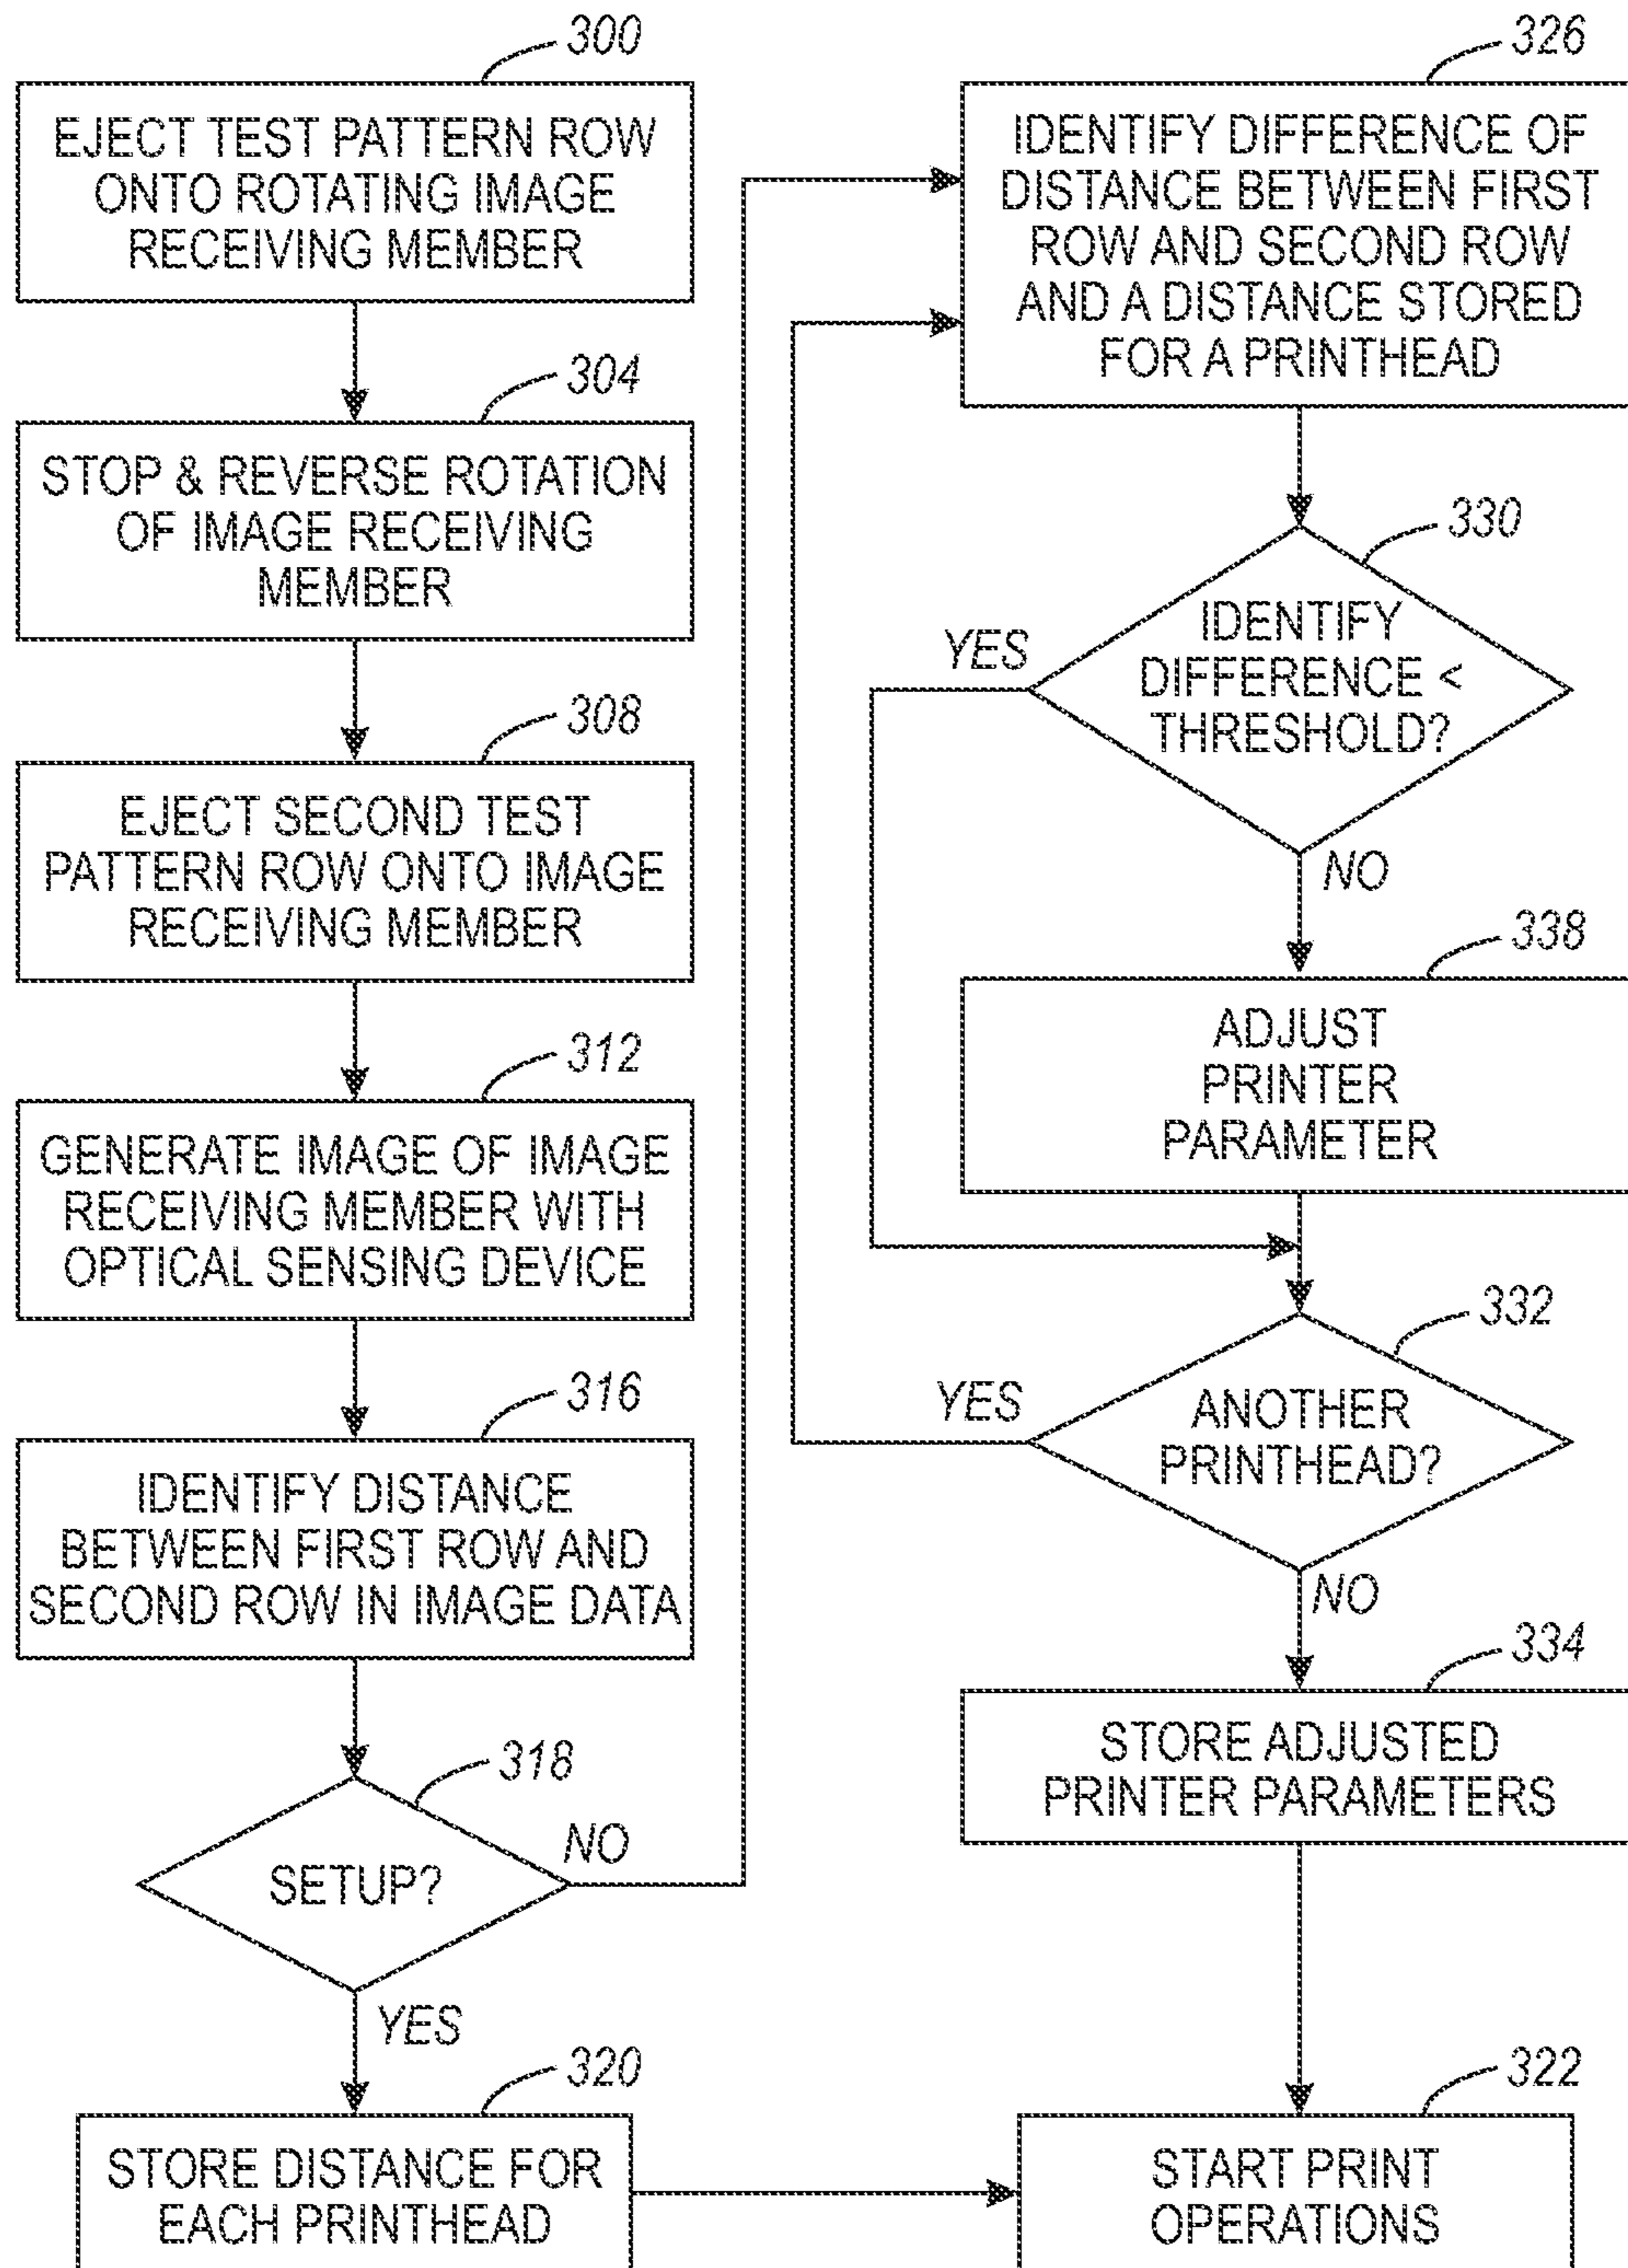 300
EJECT TEST PATTERN ROW
ONTO ROTATING IMAGE
RECEIVING MEMBER
304
STOP & REVERSE ROTATION
OF IMAGE RECEIVING
MEMBER
308
EJECT SECOND TEST
PATTERN ROW ONTO IMAGE
RECEIVING MEMBER
312
GENERATE IMAGE OF IMAGE
RECEIVING MEMBER WITH
OPTICAL SENSING DEVICE
316
IDENTIFY DISTANCE
BETWEEN FIRST ROW AND
SECOND ROW IN IMAGE DATA
318
SETUP?
NO
YES
320
STORE DISTANCE FOR
EACH PRINTHEAD
326
IDENTIFY DIFFERENCE OF
DISTANCE BETWEEN FIRST
ROW AND SECOND ROW
AND A DISTANCE STORED
FOR A PRINTHEAD
330
IDENTIFY
DIFFERENCE <
THRESHOLD?
YES
NO
338
ADJUST
PRINTER
PARAMETER
332
ANOTHER
PRINTHEAD?
YES
NO
334
STORE ADJUSTED
PRINTER PARAMETERS
322
START PRINT
OPERATIONS